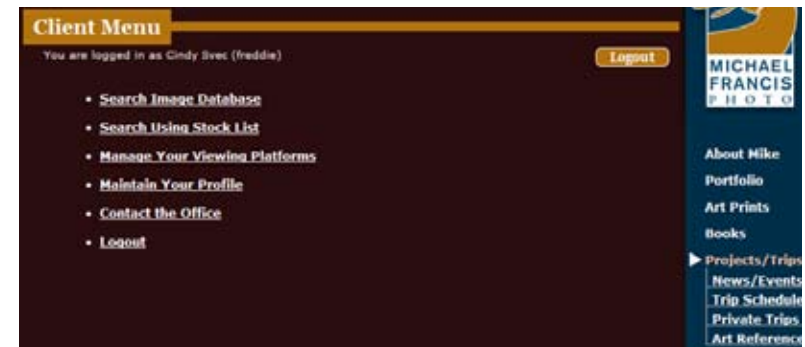 Client Menu
You are logged in as Cindy Svec (freddie)
Logout
• Search Image Database
• Search Using Stock List
• Manage Your Viewing Platforms
• Maintain Your Profile
• Contact the Office
• Logout
MICHAEL
FRANCIS
PHOTO
About Mike
Portfolio
Art Prints
Books
Projects/Trips
News/Events
Trip Schedule
Private Trips
Art Reference